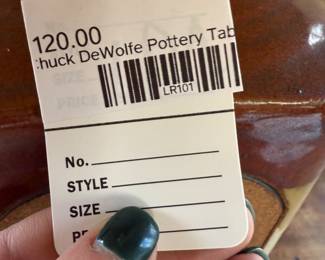 120.00
huck DeWolfe Pottery Tab
LR101
No.
STYLE
SIZE